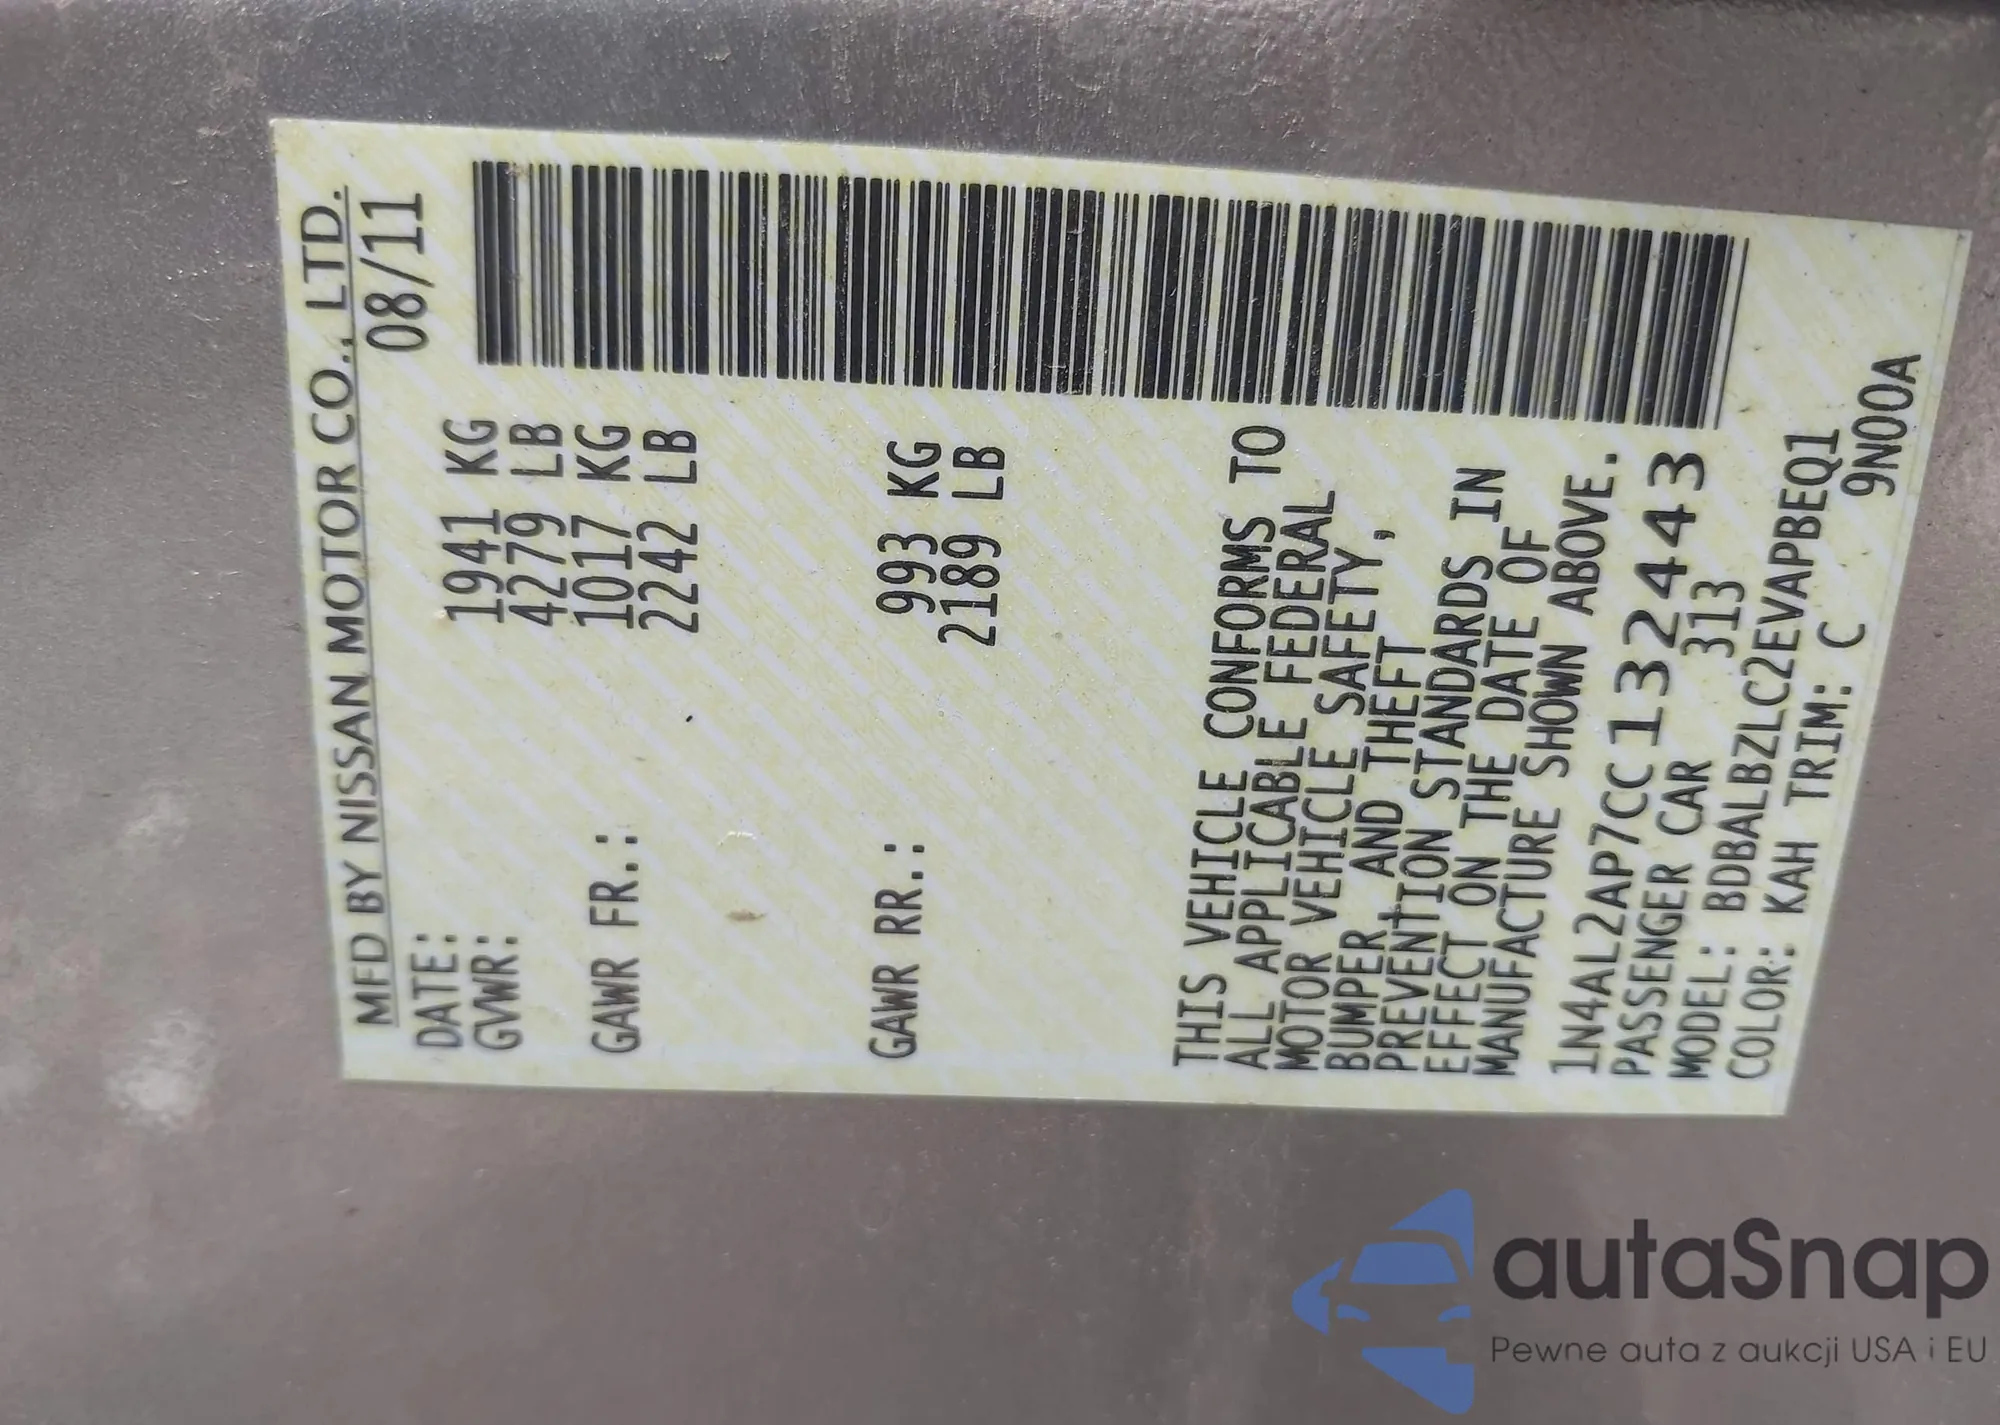 MFD BY NISSAN MOTOR CO., LTD.
DATE: 08/11
GVWR: 1941 KG
4279 LB
GAWR FR.: 1017 KG
2242 LB
GAWR RR.: 993 KG
2189 LB
THIS VEHICLE CONFORMS TO
ALL APPLICABLE FEDERAL
MOTOR VEHICLE SAFETY,
BUMPER, AND THEFT
PREVENTION STANDARDS IN
EFFECT ON THE DATE OF
MANUFACTURE SHOWN ABOVE.
1N4AL2AP7CC132443
PASSENGER CAR 313
MODEL: BDBALBZLC2EVAPBEQ1
COLOR: KAH TRIM: C 9N00A
autaSnap
Pewne auta z aukcji USA i EU